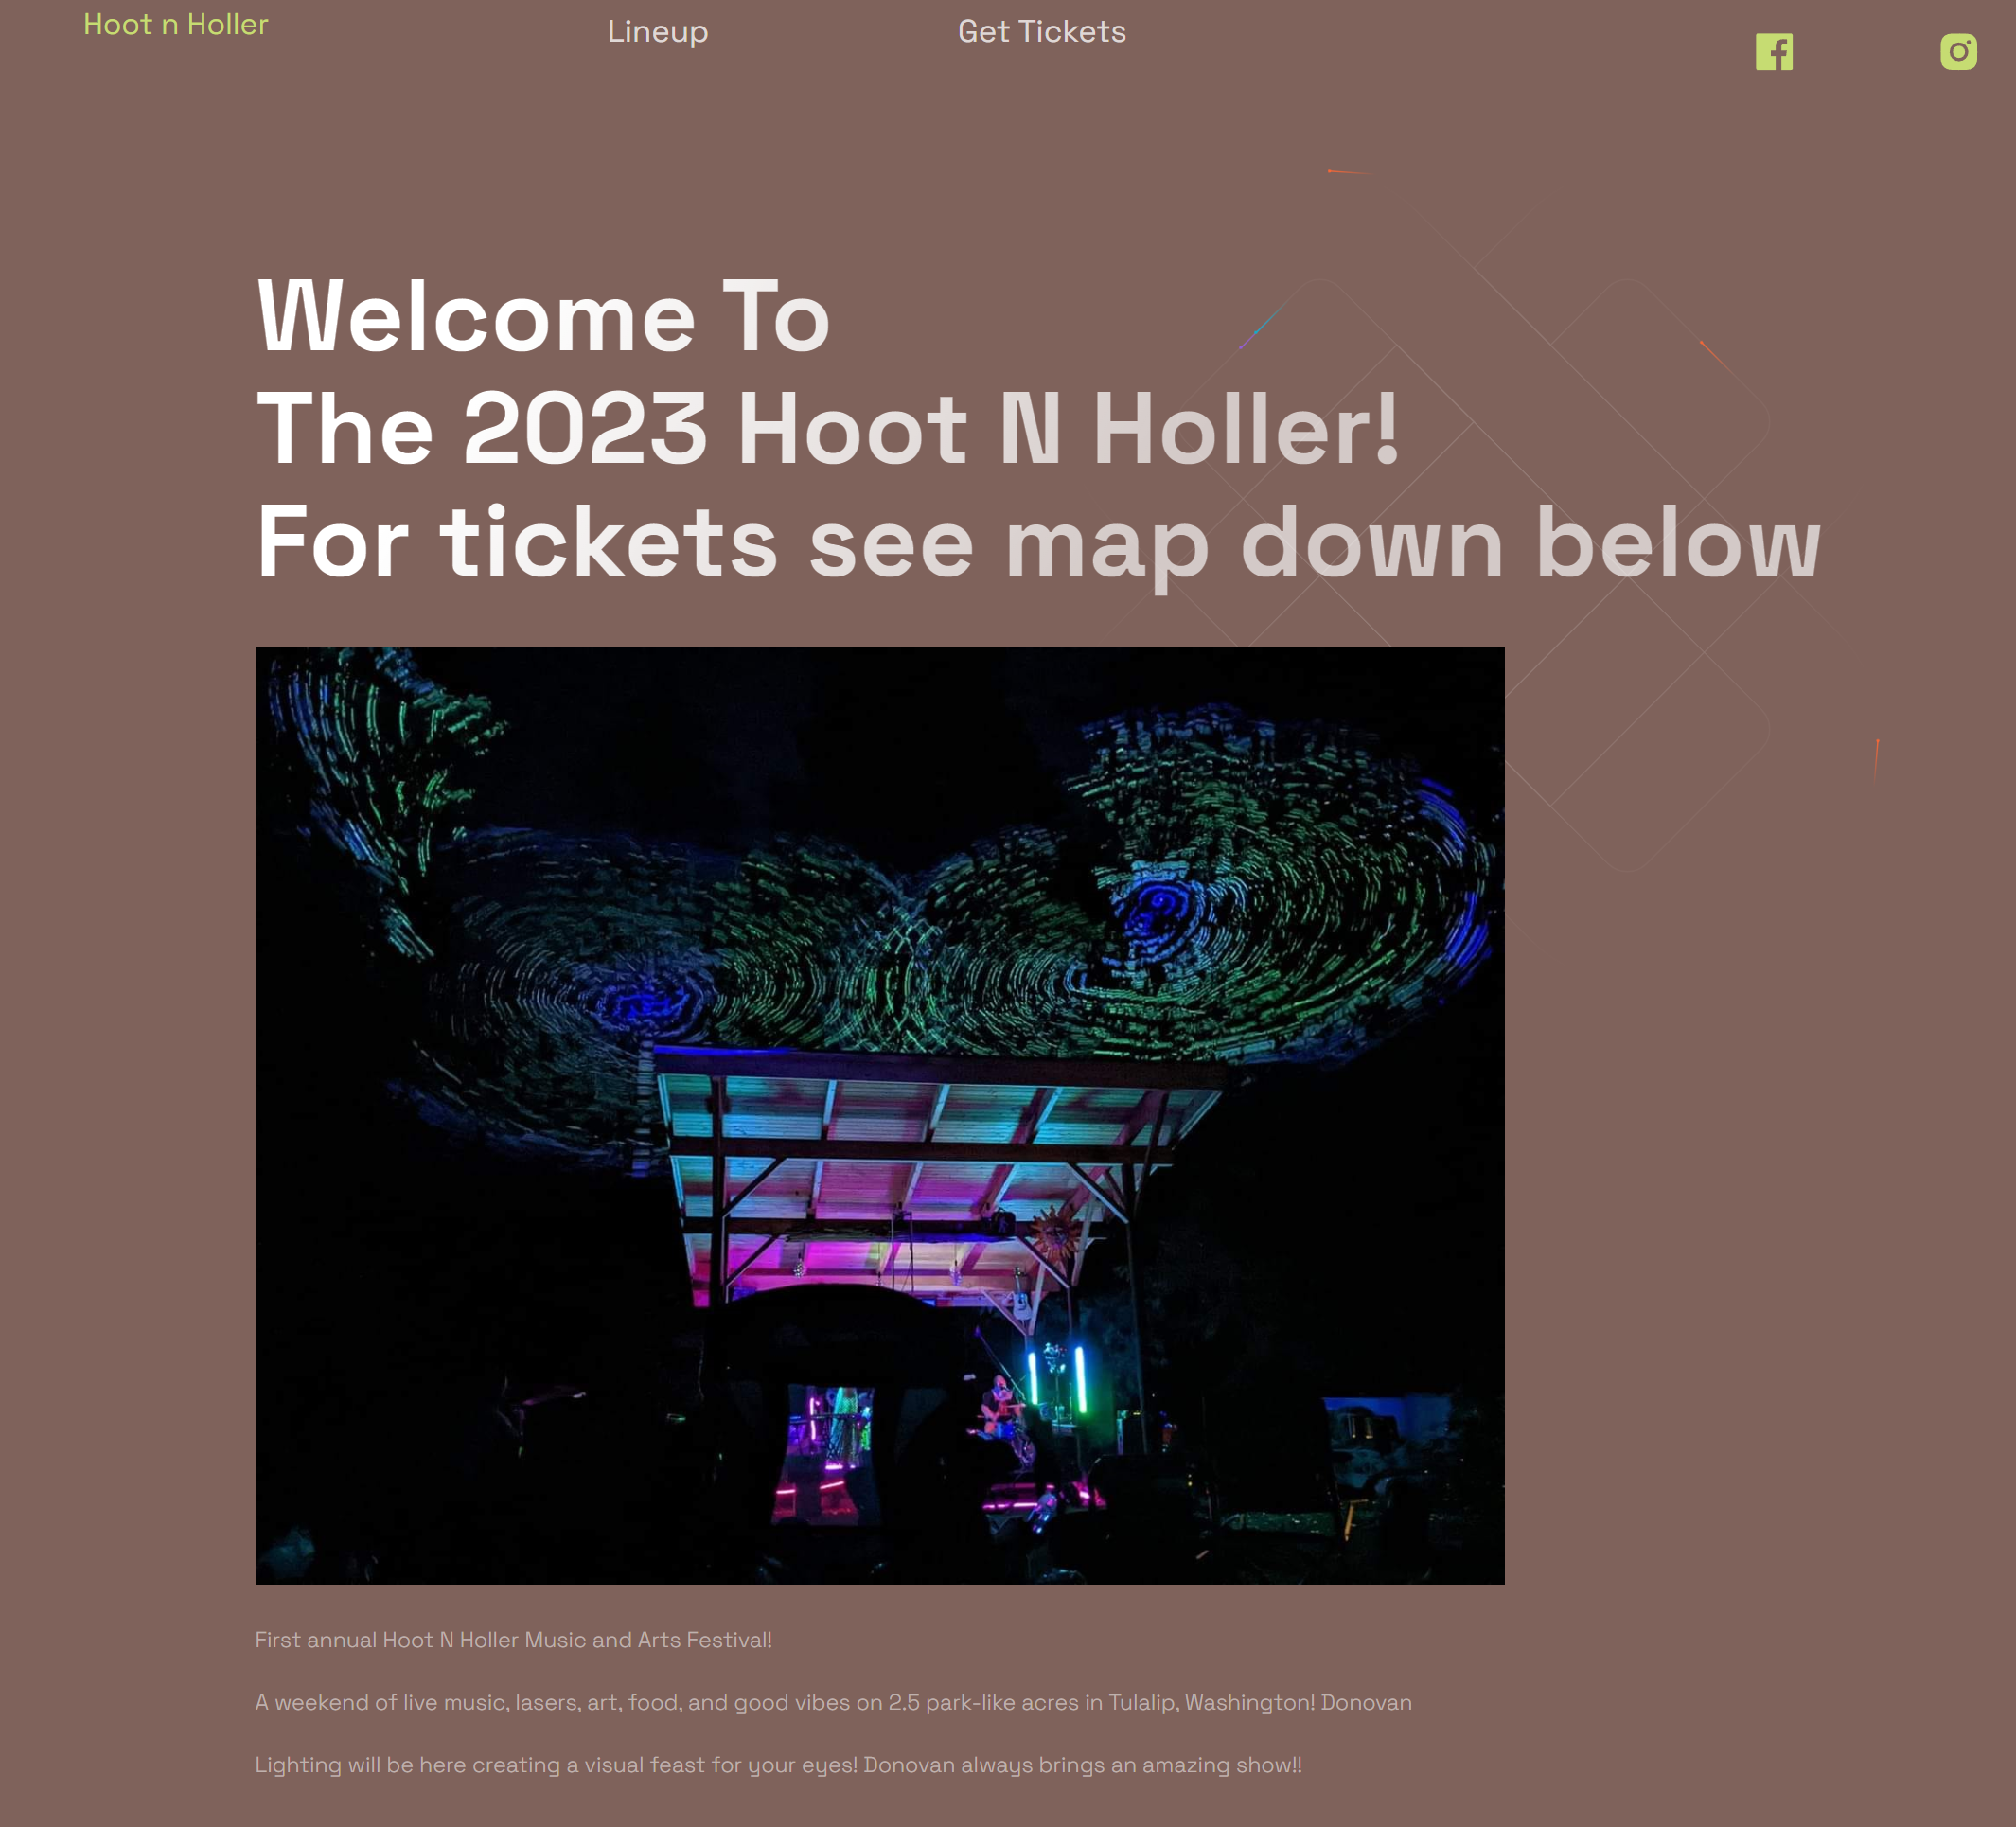 Hoot n Holler
Lineup
Get Tickets
Welcome To
The 2023 Hoot N Holler!
For tickets see map down below
First annual Hoot N Holler Music and Arts Festival!
A weekend of live music, lasers, art, food, and good vibes on 2.5 park-like acres in Tulalip, Washington! Donovan
Lighting will be here creating a visual feast for your eyes! Donovan always brings an amazing show!!